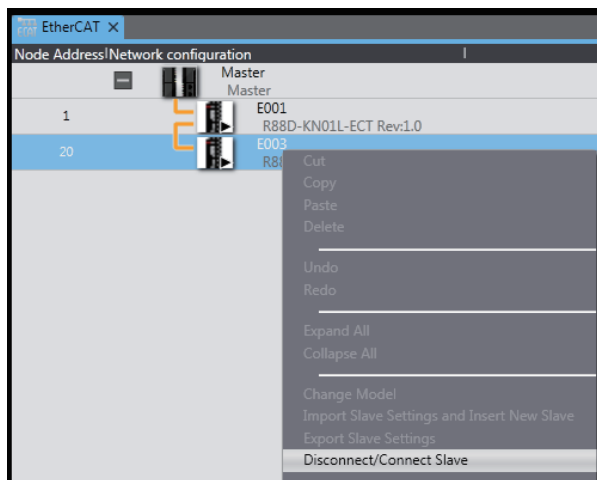 EtherCAT
Node Address Network configuration
Master
Master
1
E001
R88D-KN01L-ECT Rev:1.0
20
E003
R88
Cut
Copy
Paste
Delete
Undo
Redo
Expand All
Collapse All
Change Model
Import Slave Settings and Insert New Slave
Export Slave Settings
Disconnect/Connect Slave